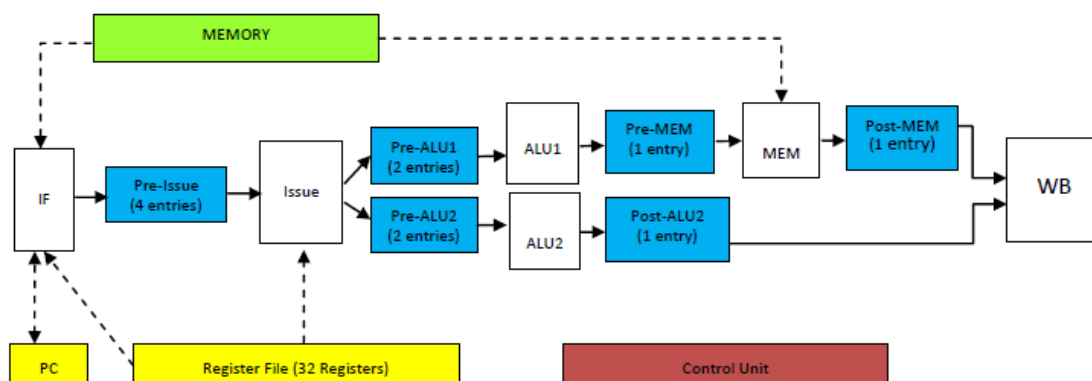 MEMORY
IF
Pre-Issue
(4 entries)
Issue
Pre-ALU1
(2 entries)
Pre-ALU2
(2 entries)
ALU1
ALU2
Pre-MEM
(1 entry)
Post-ALU2
(1 entry)
MEM
Post-MEM
(1 entry)
WB
PC
Register File (32 Registers)
Control Unit